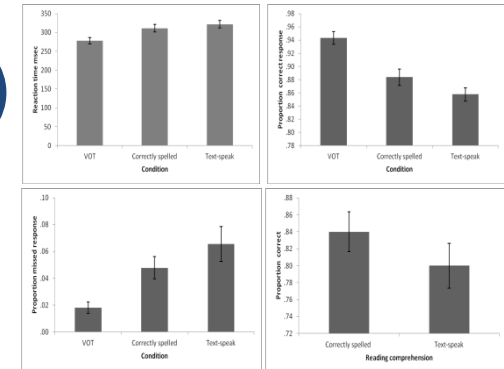 Reaction time msec
350
300
250
200
150
100
50
0
VOT Correctly spelled Text-speak
Condition
Proportion correct response
.98
.96
.94
.92
.90
.88
.86
.84
.82
.80
.78
VOT Correctly spelled Text-speak
Condition
Proportion missed response
.10
.08
.06
.04
.02
.00
VOT Correctly spelled Text-speak
Condition
Proportion correct
.88
.86
.84
.82
.80
.78
.76
.74
.72
Correctly spelled Text-speak
Reading comprehension